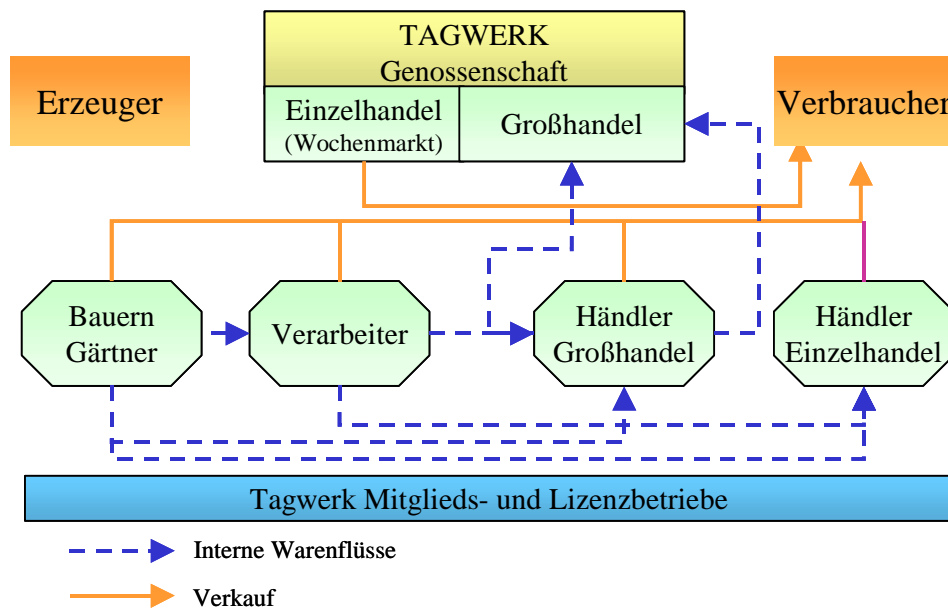 TAGWERK
Genossenschaft
Erzeuger
Einzelhandel
(Wochenmarkt)
Großhandel
Verbraucher
Bauern
Gärtner
Verarbeiter
Händler
Großhandel
Händler
Einzelhandel
Tagwerk Mitglieds- und Lizenzbetriebe
Interne Warenflüsse
Verkauf